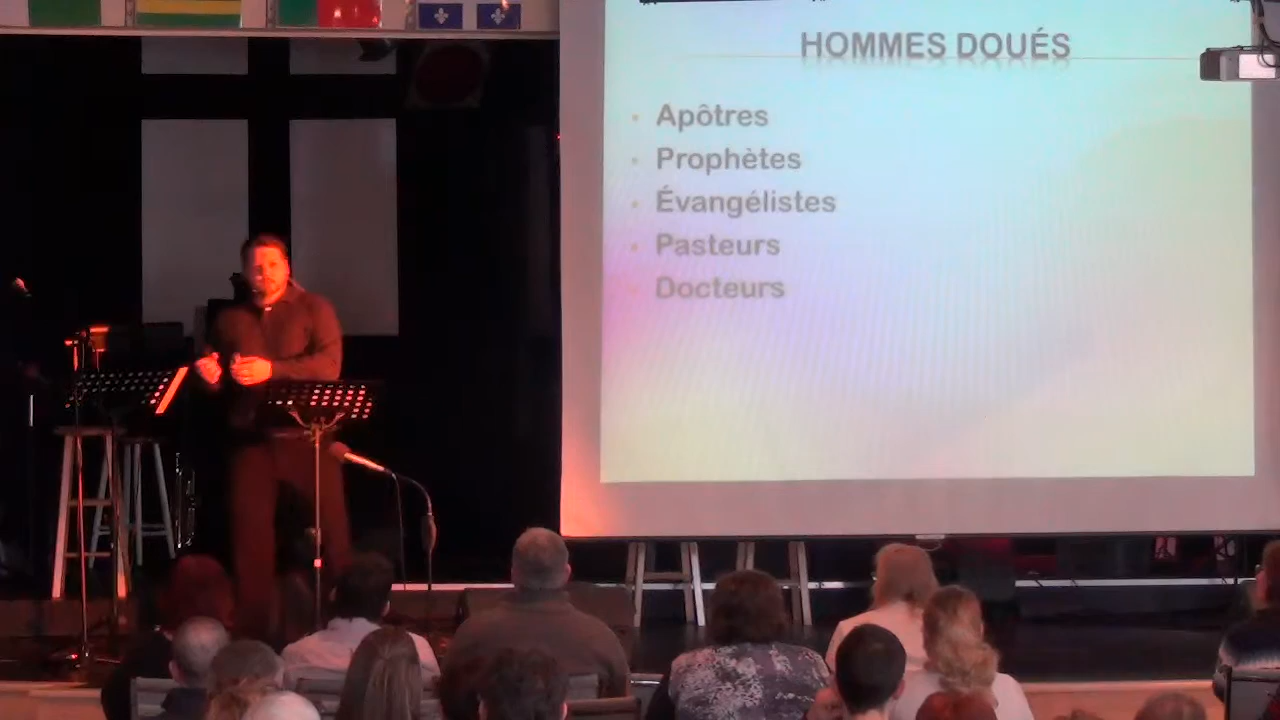 HOMMES DOUÉS
Apôtres
Prophètes
Évangélistes
Pasteurs
Docteurs